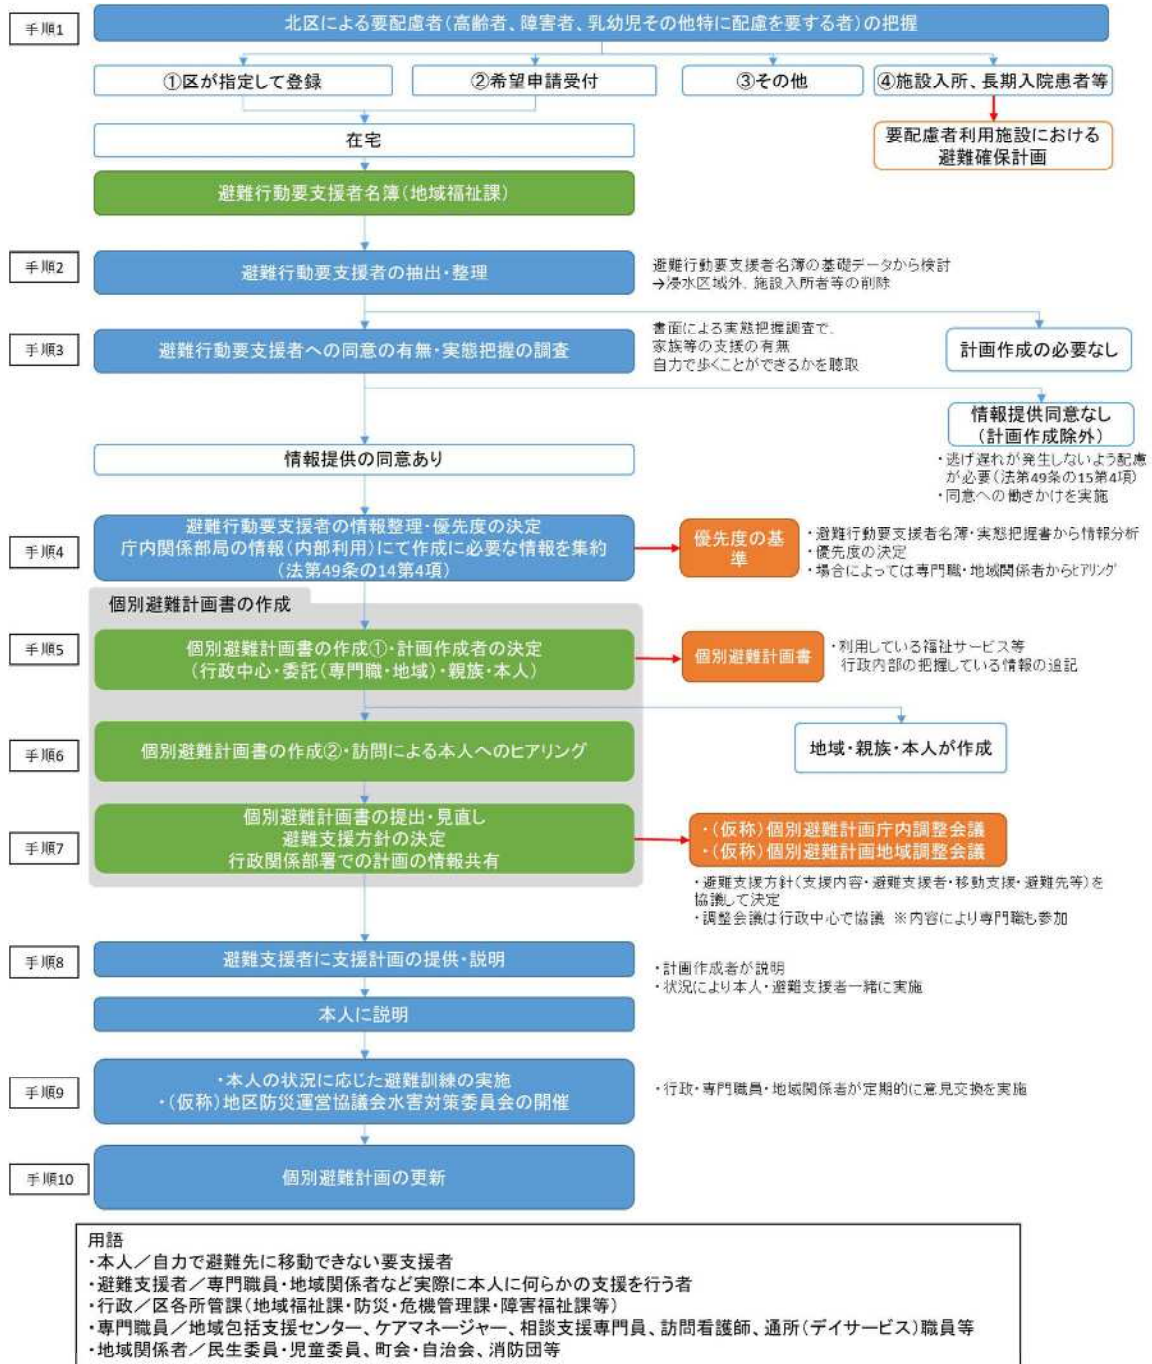 手順1
北区による要配慮者(高齢者、障害者、乳幼児その他特に配慮を要する者)の把握
①区が指定して登録
②希望申請受付
③その他
④施設入所、長期入院患者等
在宅
要配慮者利用施設における
避難確保計画
避難行動要支援者名簿(地域福祉課)
手順2
避難行動要支援者の抽出・整理
避難行動要支援者名簿の基礎データから検討
→浸水区域外、施設入所者等の削除
手順3
避難行動要支援者への同意の有無・実態把握の調査
書面による実態把握調査で、
家族等の支援の有無
自力で歩くことができるかを聴取
計画作成の必要なし
情報提供同意なし
(計画作成除外)
・逃げ遅れが発生しないよう配慮
が必要(法第49条の15第4項)
・同意への働きかけを実施
情報提供の同意あり
手順4
避難行動要支援者の情報整理・優先度の決定
庁内関係部局の情報(内部利用)にて作成に必要な情報を集約
(法第49条の14第4項)
優先度の基
準
・避難行動要支援者名簿・実態把握書から情報分析
・優先度の決定
・場合によっては専門職・地域関係者からヒアリング
個別避難計画書の作成
手順5
個別避難計画書の作成①・計画作成者の決定
(行政中心・委託(専門職・地域)・親族・本人)
個別避難計画書
・利用している福祉サービス等
行政内部の把握している情報の追記
手順6
個別避難計画書の作成②・訪問による本人へのヒアリング
地域・親族・本人が作成
手順7
個別避難計画書の提出・見直し
避難支援方針の決定
行政関係部署での計画の情報共有
・(仮称)個別避難計画庁内調整会議
・(仮称)個別避難計画地域調整会議
・避難支援方針(支援内容・避難支援者・移動支援・避難先等)を
協議して決定
・調整会議は行政中心で協議 ※内容により専門職も参加
手順8
避難支援者に支援計画の提供・説明
・計画作成者が説明
・状況により本人・避難支援者一緒に実施
本人に説明
手順9
・本人の状況に応じた避難訓練の実施
・(仮称)地区防災運営協議会水害対策委員会の開催
・行政・専門職員・地域関係者が定期的に意見交換を実施
手順10
個別避難計画の更新
用語
・本人/自力で避難先に移動できない要支援者
・避難支援者/専門職員・地域関係者など実際に本人に何らかの支援を行う者
・行政/区各所管課(地域福祉課・防災・危機管理課・障害福祉課等)
・専門職員/地域包括支援センター、ケアマネージャー、相談支援専門員、訪問看護師、通所(デイサービス)職員等
・地域関係者/民生委員・児童委員、町会・自治会、消防団等